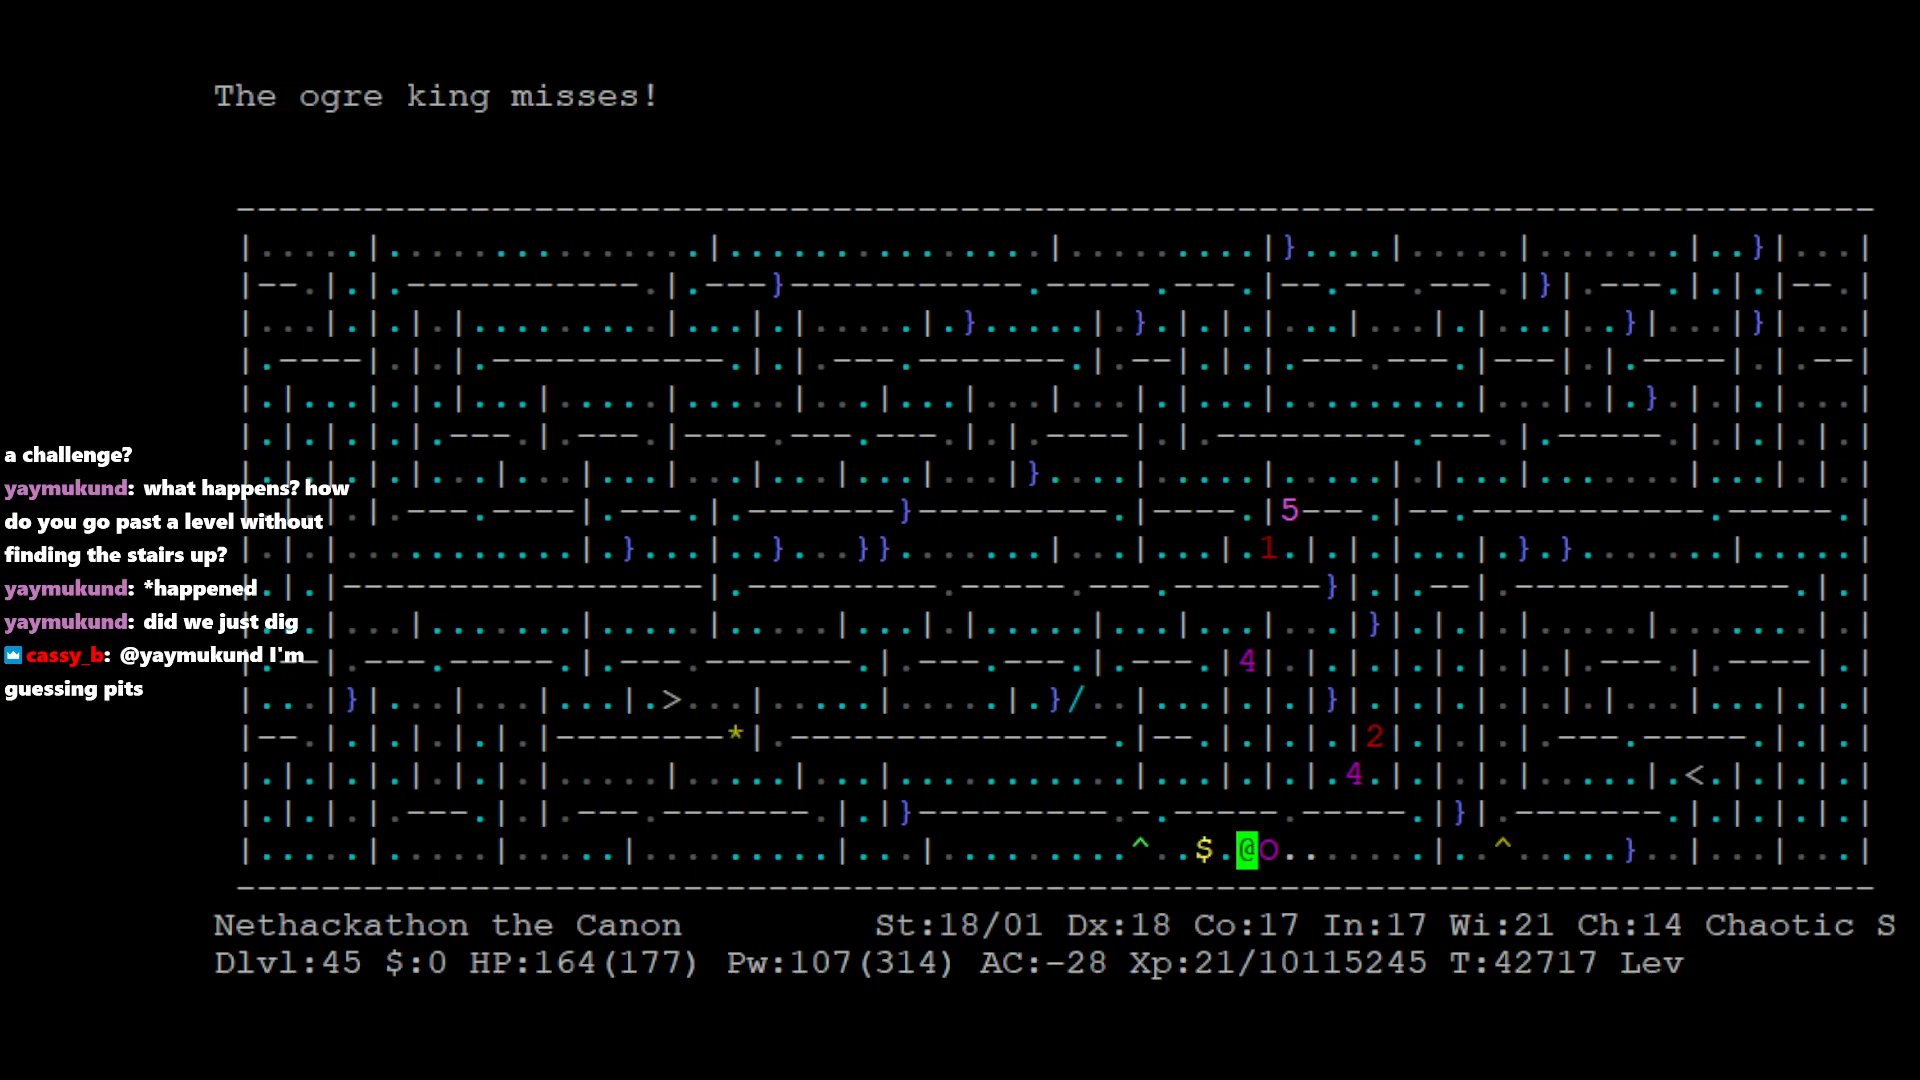 The ogre king misses!
a challenge?
yaymukund: what happens? how
do you go past a level without
finding the stairs up?
yaymukund: *happened
yaymukund: did we just dig
cassy_b: @yaymukund I'm
guessing pits
Nethackathon the Canon St:18/01 Dx:18 Co:17 In:17 Wi:21 Ch:14 Chaotic S
Dlvl:45 $:0 HP:164(177) Pw:107(314) AC:-28 Xp:21/10115245 T:42717 Lev